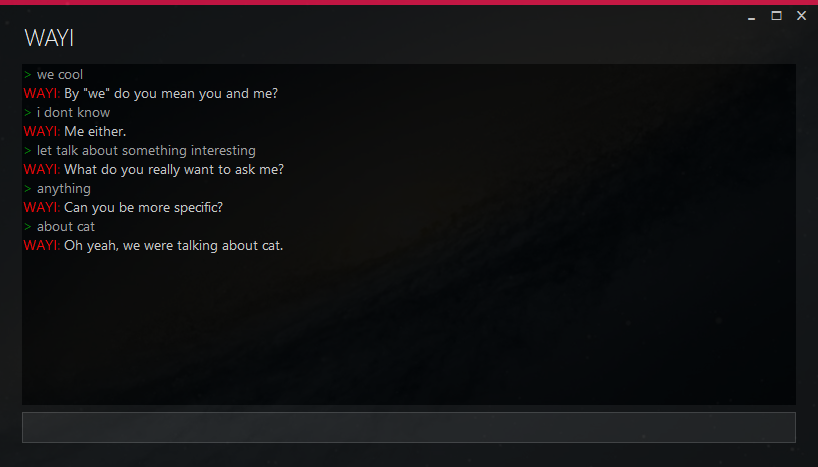 WAYI
> we cool
WAYI: By "we" do you mean you and me?
> i dont know
WAYI: Me either.
> let talk about something interesting
WAYI: What do you really want to ask me?
> anything
WAYI: Can you be more specific?
> about cat
WAYI: Oh yeah, we were talking about cat.